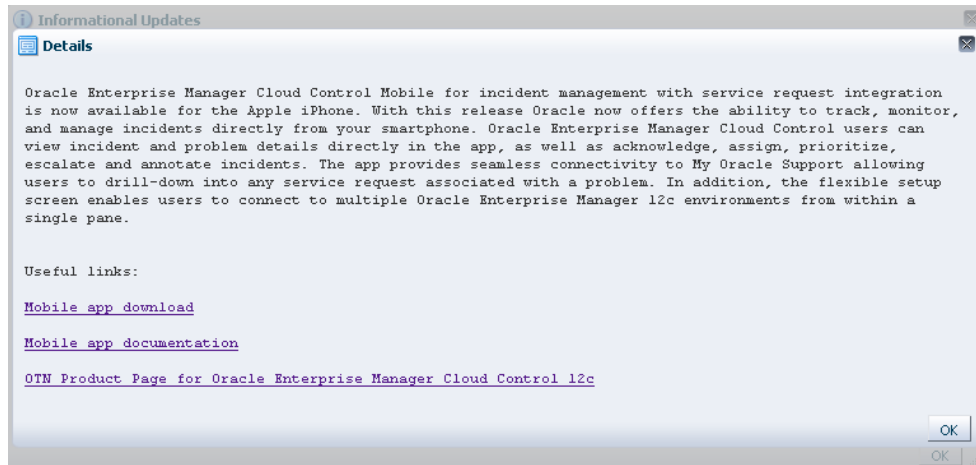 Informational Updates
Details
Oracle Enterprise Manager Cloud Control Mobile for incident management with service request integration
is now available for the Apple iPhone. With this release Oracle now offers the ability to track, monitor,
and manage incidents directly from your smartphone. Oracle Enterprise Manager Cloud Control users can
view incident and problem details directly in the app, as well as acknowledge, assign, prioritize,
escalate and annotate incidents. The app provides seamless connectivity to My Oracle Support allowing
users to drill-down into any service request associated with a problem. In addition, the flexible setup
screen enables users to connect to multiple Oracle Enterprise Manager 12c environments from within a
single pane.
Useful links:
Mobile app download
Mobile app documentation
OTN Product Page for Oracle Enterprise Manager Cloud Control 12c
OK
OK